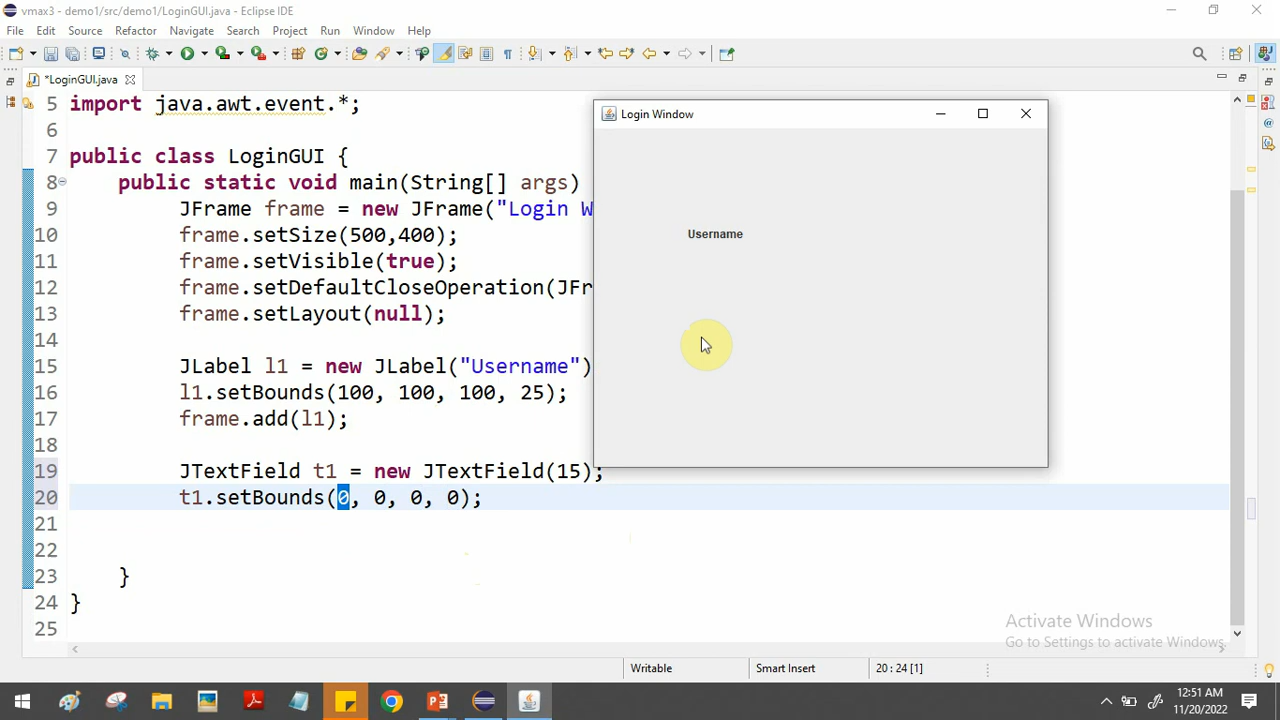 vmax3 - demo1/src/demo1/LoginGUI.java - Eclipse IDE
File Edit Source Refactor Navigate Search Project Run Window Help
*LoginGUI.java
5 import java.awt.event.*;
6
7 public class LoginGUI {
8 public static void main(String[] args)
9 JFrame frame = new JFrame("Login W
10 frame.setSize(500,400);
11 frame.setVisible(true);
12 frame.setDefaultCloseOperation(JFr
13 frame.setLayout(null);
14
15 JLabel l1 = new JLabel("Username")
16 l1.setBounds(100, 100, 100, 25);
17 frame.add(l1);
18
19 JTextField t1 = new JTextField(15);
20 t1.setBounds(0, 0, 0, 0);
21
22
23 }
24 }
25
Login Window
Username
Activate Windows
Go to Settings to activate Windows.
Writable Smart Insert 20 : 24 [1]
12:51 AM
11/20/2022